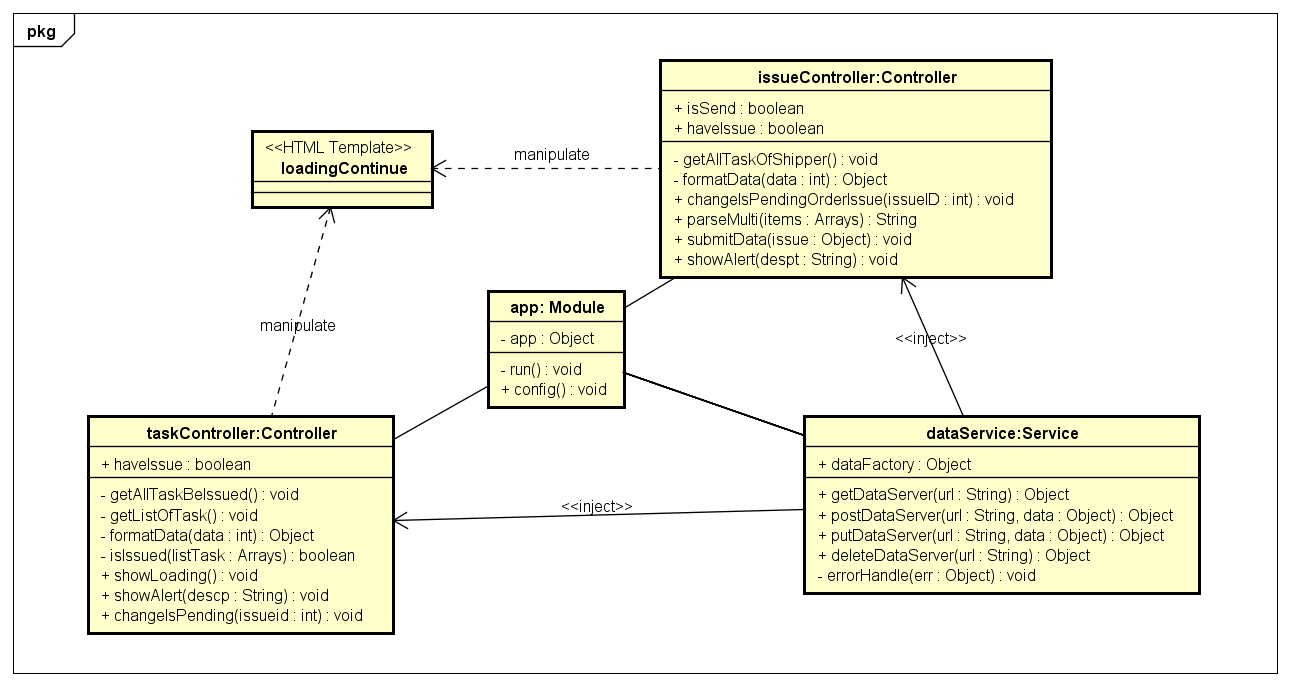 pkg
issueController:Controller
+ isSend : boolean
+ haveIssue : boolean
- getAllTaskOfShipper() : void
- formatData(data : int) : Object
+ changeIsPendingOrderIssue(issueID : int) : void
+ parseMulti(items : Arrays) : String
+ submitData(issue : Object) : void
+ showAlert(despt : String) : void
<<HTML Template>>
loadingContinue
manipulate
manipulate
app: Module
- app : Object
- run() : void
+ config() : void
<<inject>>
taskController:Controller
+ haveIssue : boolean
- getAllTaskBeIssued() : void
- getListOfTask() : void
- formatData(data : int) : Object
- isIssued(listTask : Arrays) : boolean
+ showLoading() : void
+ showAlert(descp : String) : void
+ changeIsPending(issueid : int) : void
<<inject>>
dataService:Service
+ dataFactory : Object
+ getDataServer(url : String) : Object
+ postDataServer(url : String, data : Object) : Object
+ putDataServer(url : String, data : Object) : Object
+ deleteDataServer(url : String) : Object
- errorHandle(err : Object) : void